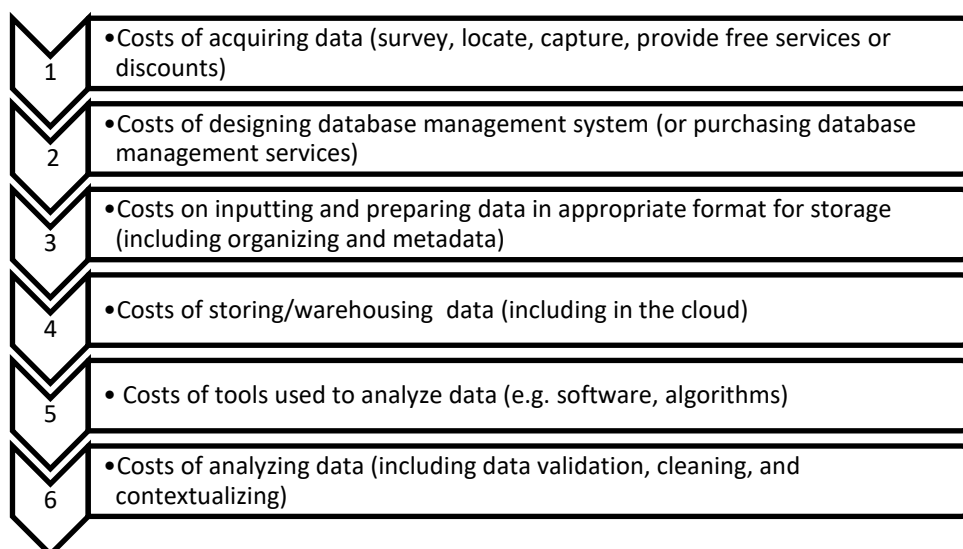 1
•Costs of acquiring data (survey, locate, capture, provide free services or
discounts)
2
•Costs of designing database management system (or purchasing database
management services)
3
•Costs on inputting and preparing data in appropriate format for storage
(including organizing and metadata)
4
•Costs of storing/warehousing  data (including in the cloud)
5
• Costs of tools used to analyze data (e.g. software, algorithms)
6
•Costs of analyzing data (including data validation, cleaning, and
contextualizing)